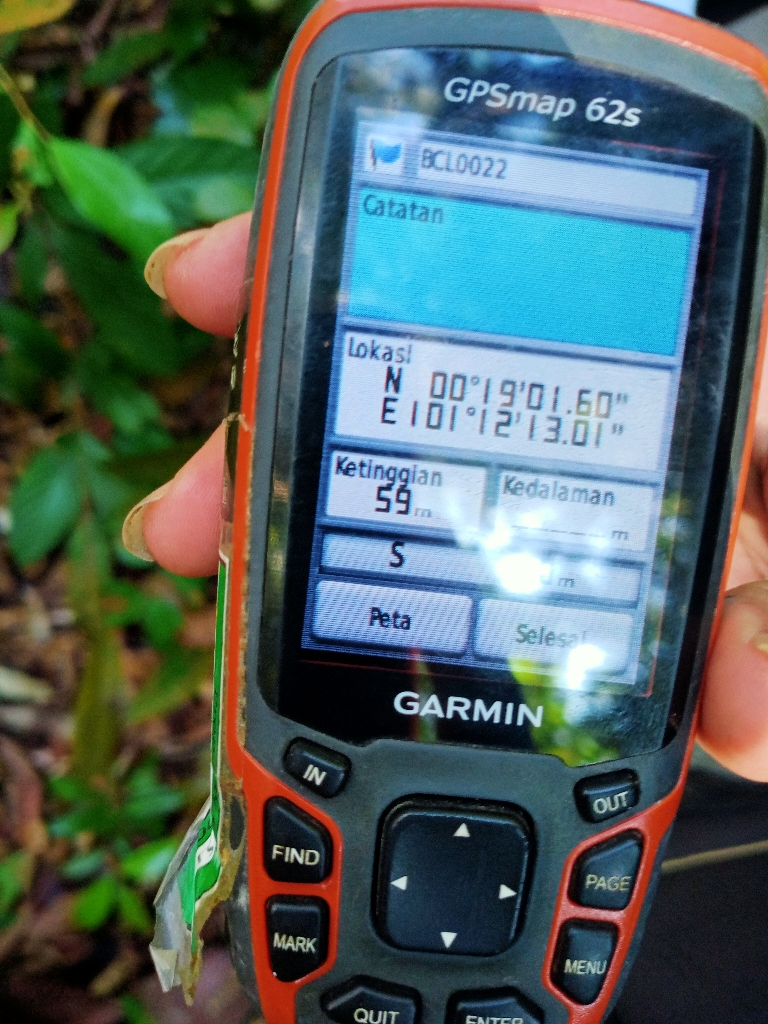 GPSmap 62s
BCL0022
Catatan
Lokasi
N 00°19'01.60"
E101°12'13.01"
Ketinggian
59 m
Kedalaman
_____ m
S
m
Peta
Selesai
GARMIN
IN
OUT
FIND
PAGE
MARK
MENU
QUIT
ENTER